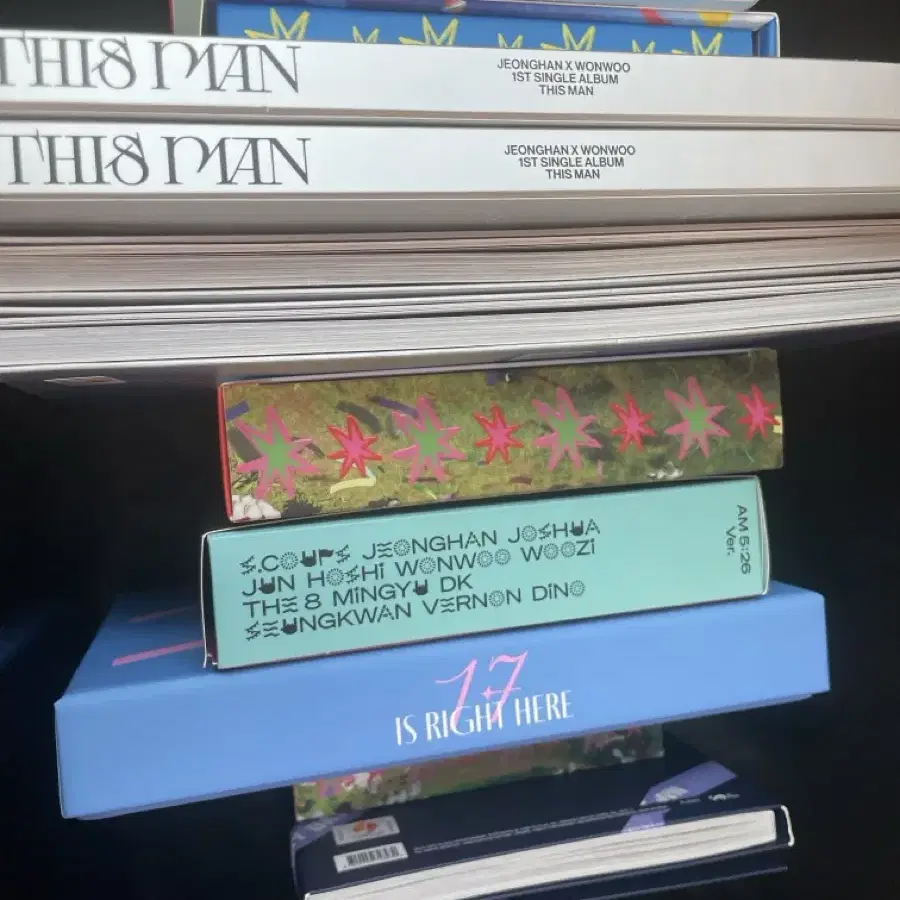 THIS MAN
JEONGHAN X WONWOO
1ST SINGLE ALBUM
THIS MAN
THIS MAN
JEONGHAN X WONWOO
1ST SINGLE ALBUM
THIS MAN
S.COUPS JEONGHAN JOSHUA
JUN HOSHI WONWOO WOOZI
THE 8 MINGYU DK
SEUNGKWAN VERNON DINO
AM 5:26
Ver.
17
IS RIGHT HERE